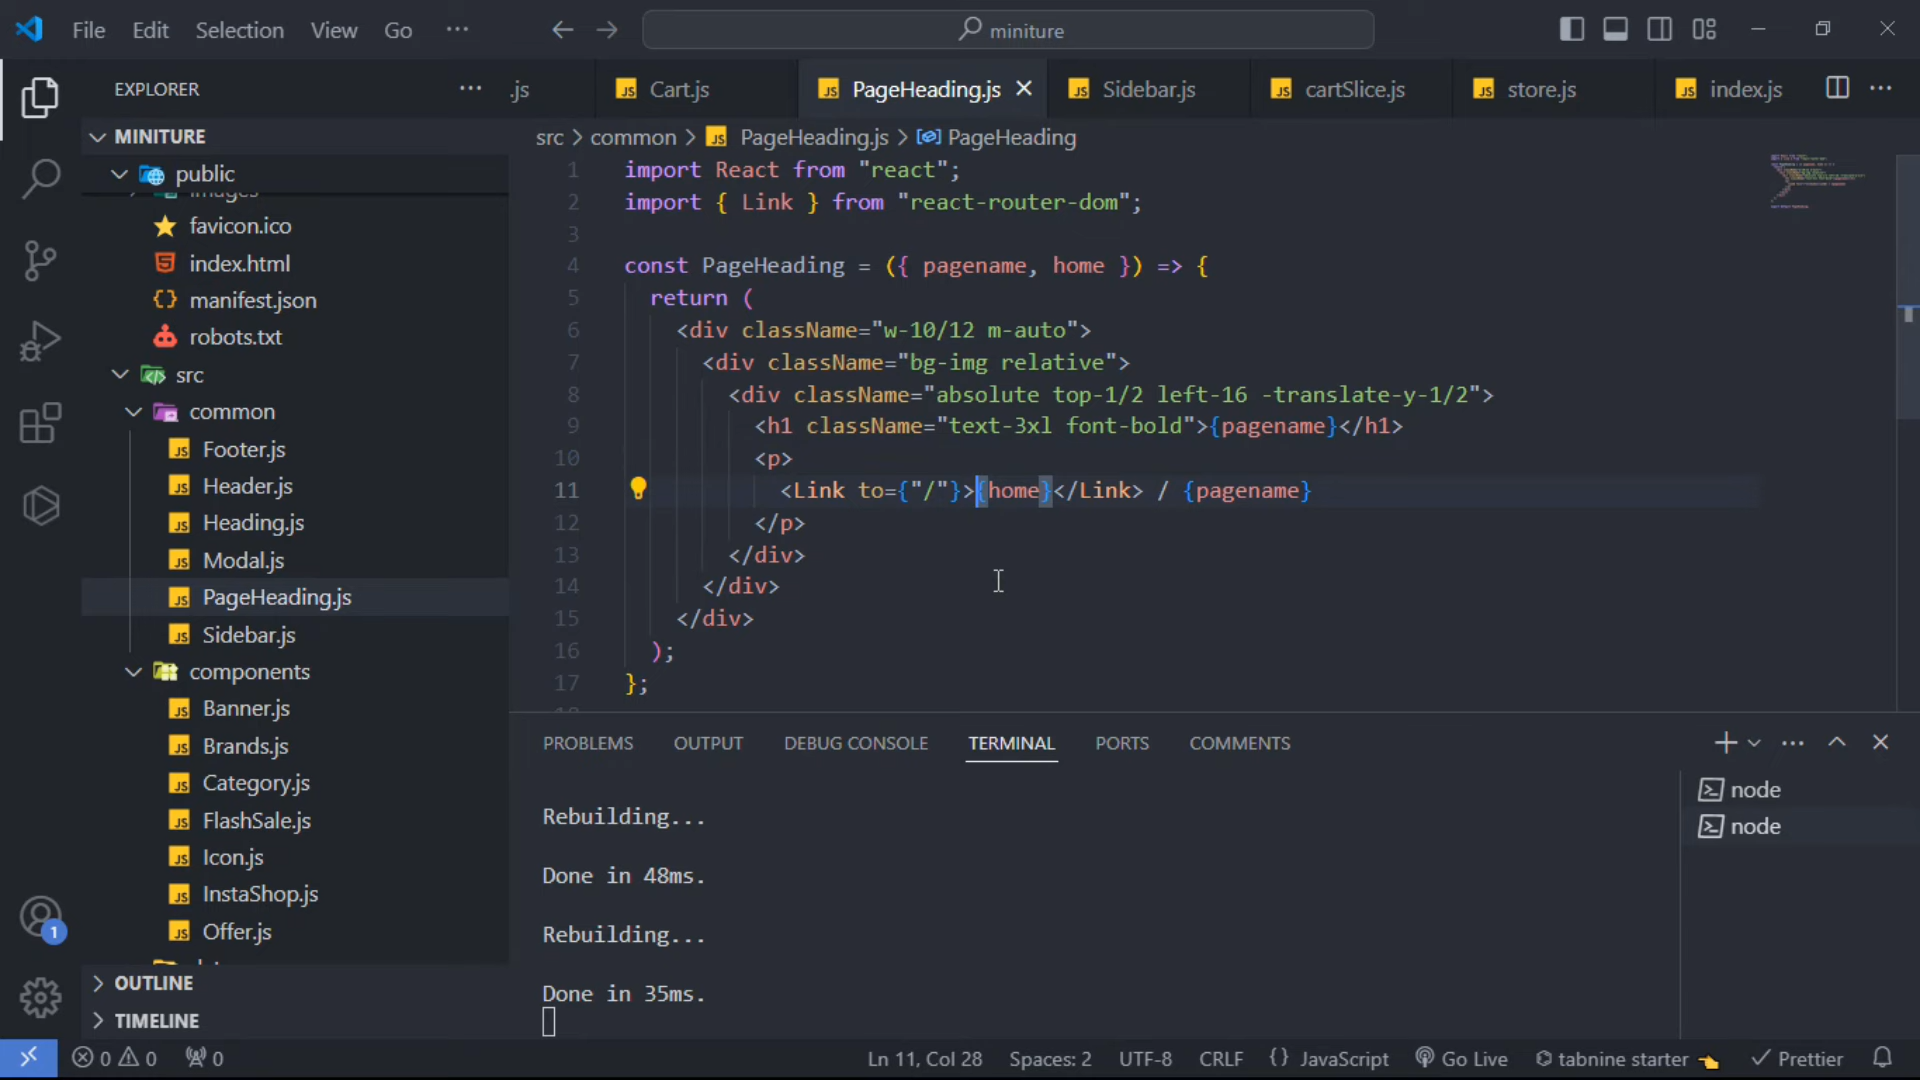 File Edit Selection View Go ···
miniture
EXPLORER ···
.js
Cart.js
PageHeading.js
Sidebar.js
cartSlice.js
store.js
index.js
MINITURE
public
images
favicon.ico
index.html
manifest.json
robots.txt
src
common
Footer.js
Header.js
Heading.js
Modal.js
PageHeading.js
Sidebar.js
components
Banner.js
Brands.js
Category.js
FlashSale.js
Icon.js
InstaShop.js
Offer.js
OUTLINE
TIMELINE
src > common > JS PageHeading.js > PageHeading
1 import React from "react";
2 import { Link } from "react-router-dom";
3
4 const PageHeading = ({ pagename, home }) => {
5 return (
6 <div className="w-10/12 m-auto">
7 <div className="bg-img relative">
8 <div className="absolute top-1/2 left-16 -translate-y-1/2">
9 <h1 className="text-3xl font-bold">{pagename}</h1>
10 <p>
11 <Link to={"/"}>{home}</Link> / {pagename}
12 </p>
13 </div>
14 </div>
15 </div>
16 );
17 };
PROBLEMS OUTPUT DEBUG CONSOLE TERMINAL PORTS COMMENTS
Rebuilding...
Done in 48ms.
Rebuilding...
Done in 35ms.
node
node
1
0 0 0
Ln 11, Col 28 Spaces: 2 UTF-8 CRLF {} JavaScript Go Live tabnine starter Prettier